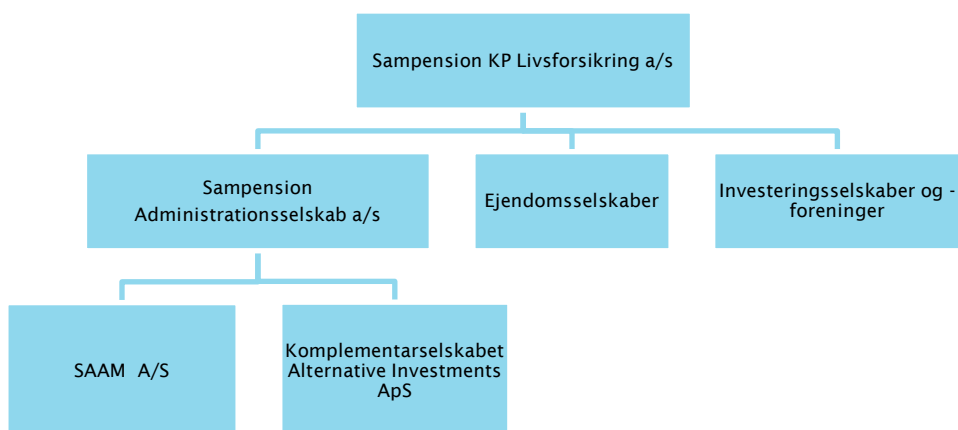 Sampension KP Livsforsikring a/s
Sampension
Administrationsselskab a/s
Ejendomsselskaber
Investeringsselskaber og -
foreninger
SAAM A/S
Komplementarselskabet
Alternative Investments
ApS